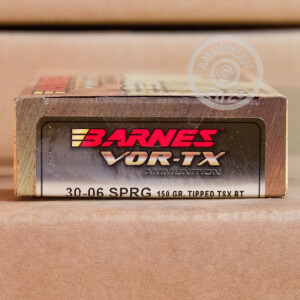 BARNES
VOR-TX
AMMUNITION
30-06 SPRG 150 GR. TIPPED TSX BT